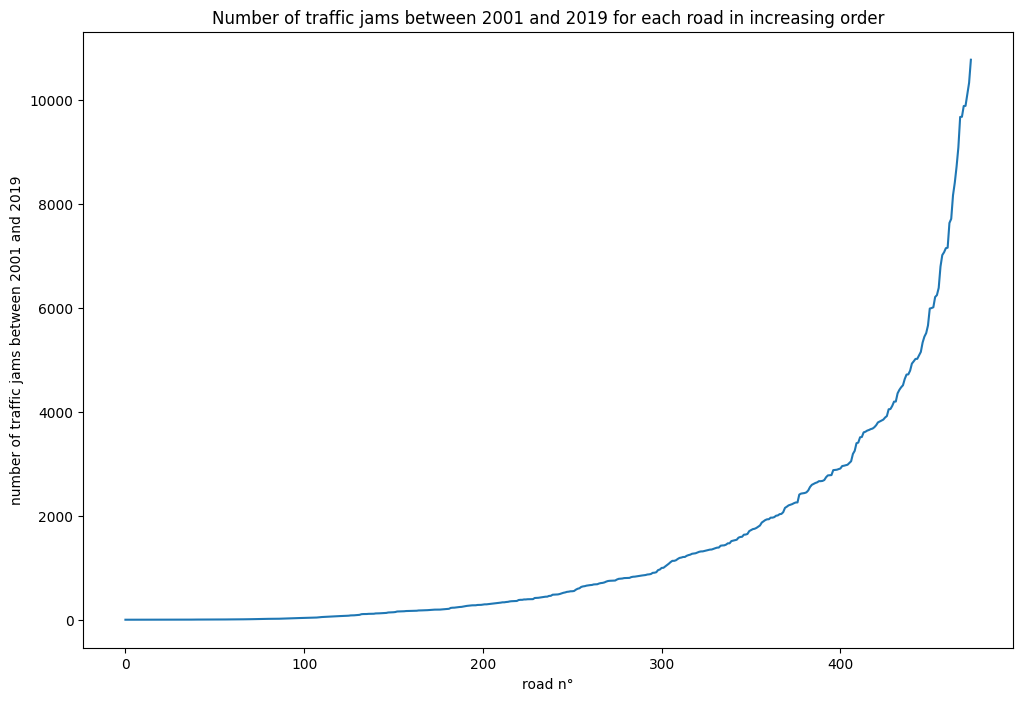 Number of traffic jams between 2001 and 2019 for each road in increasing order
number of traffic jams between 2001 and 2019
10000
8000
6000
4000
2000
0
0 100 200 300 400
road n°